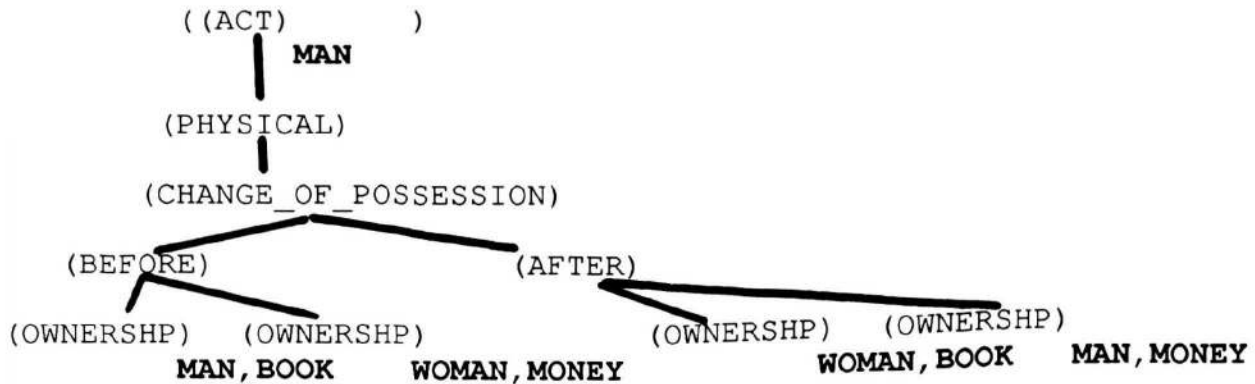 ((ACT) )
MAN
(PHYSICAL)
(CHANGE_OF_POSSESSION)
(BEFORE) (AFTER)
(OWNERSHP) (OWNERSHP) (OWNERSHP) (OWNERSHP)
MAN,BOOK WOMAN,MONEY WOMAN,BOOK MAN,MONEY